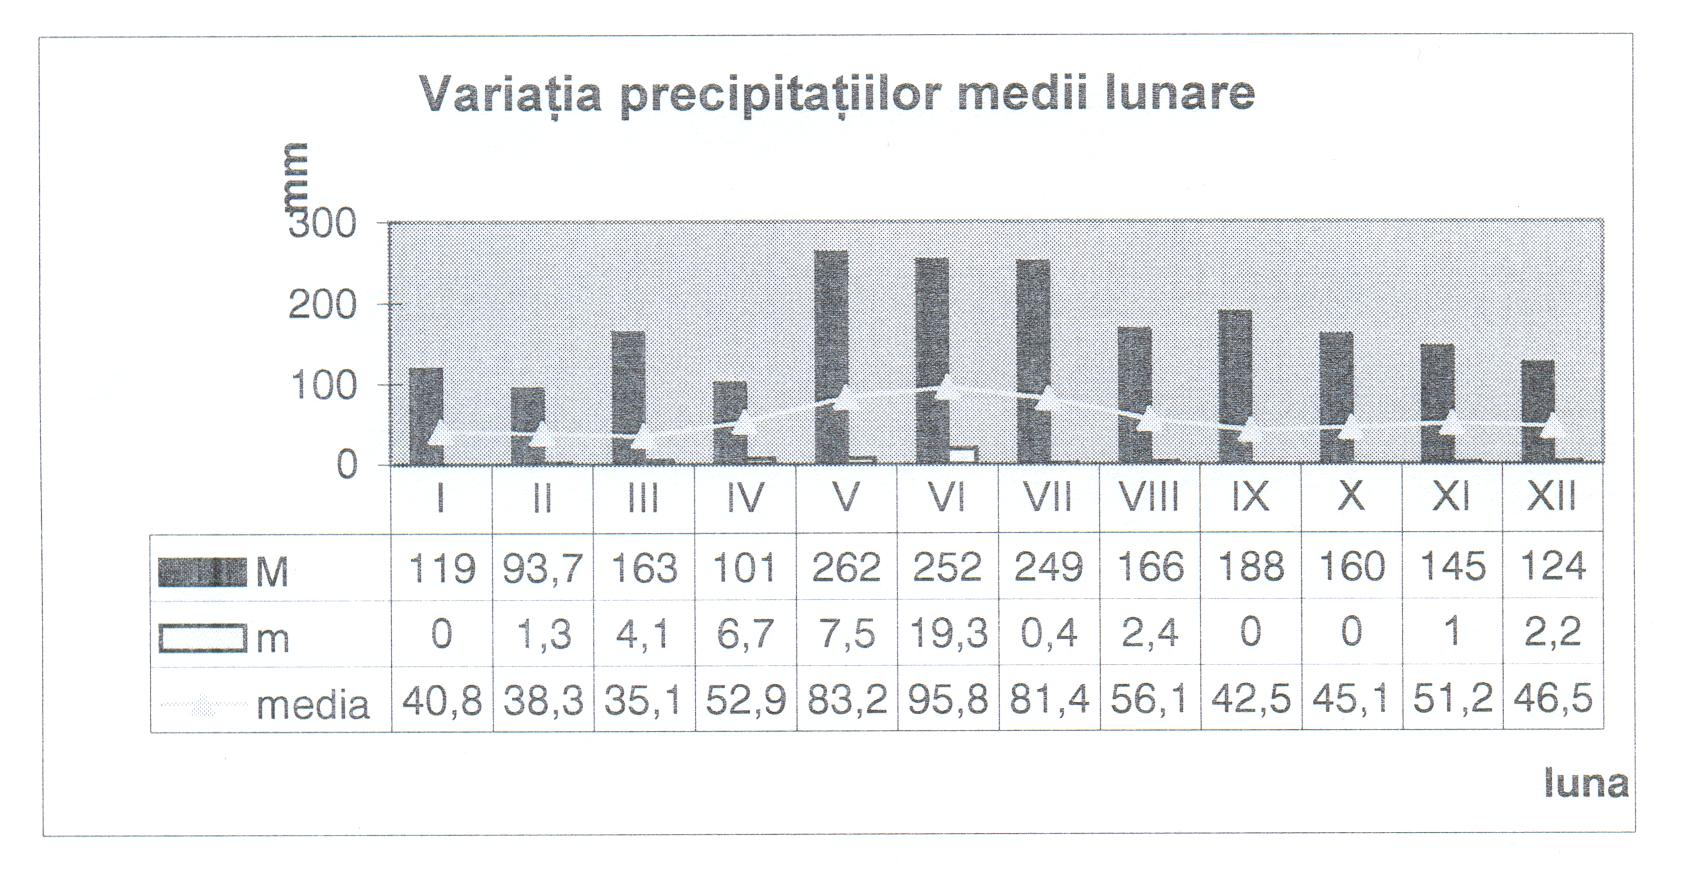 Variația precipitațiilor medii lunare
mm
300
200
100
0
I II III IV V VI VII VIII IX X XI XII
M 119 93,7 163 101 262 252 249 166 188 160 145 124
m 0 1,3 4,1 6,7 7,5 19,3 0,4 2,4 0 0 1 2,2
media 40,8 38,3 35,1 52,9 83,2 95,8 81,4 56,1 42,5 45,1 51,2 46,5
luna